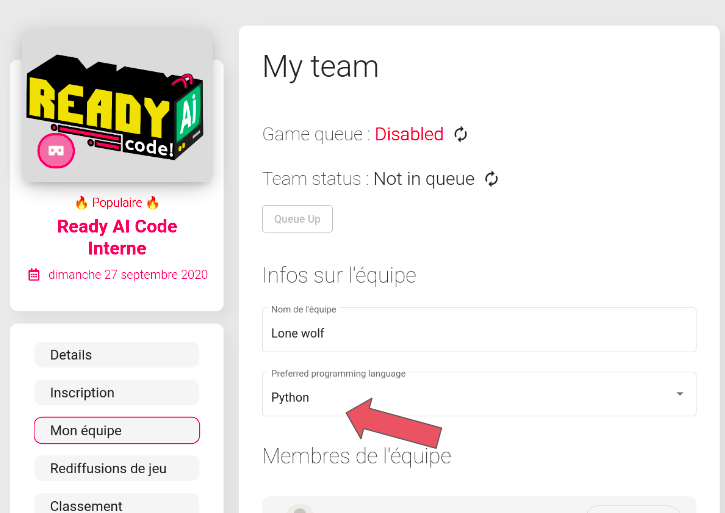 READY
Ai
code!
🔥 Populaire 🔥
Ready AI Code
Interne
dimanche 27 septembre 2020
Details
Inscription
Mon équipe
Rediffusions de jeu
Classement
My team
Game queue : Disabled
Team status : Not in queue
Queue Up
Infos sur l'équipe
Nom de l'équipe
Lone wolf
Preferred programming language
Python
Membres de l'équipe